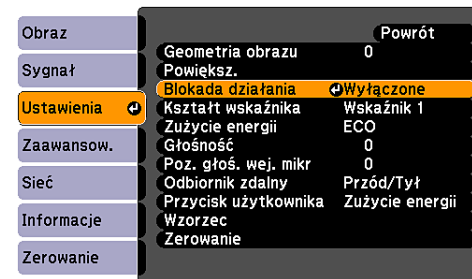 Obraz
Sygnał
Ustawienia
Zaawansow.
Sieć
Informacje
Zerowanie
Powrót
Geometria obrazu 0
Powiększ.
Blokada działania Wyłączone
Kształt wskaźnika Wskaźnik 1
Zużycie energii ECO
Głośność 0
Poz. głoś. wej. mikr 0
Odbiornik zdalny Przód/Tył
Przycisk użytkownika Zużycie energii
Wzorzec
Zerowanie